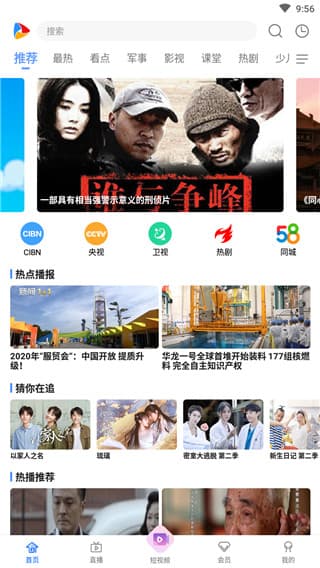 9:56
搜索
推荐 最热 看点 军事 影视 课堂 热剧 少儿
谁与争锋
一部具有相当强警示意义的刑侦片
《同
CIBN CCTV 58
CIBN 央视 卫视 热剧 同城
热点播报
2020年“服贸会”：中国开放 提质升
级！
华龙一号全球首堆开始装料 177组核燃
料 完全自主知识产权
猜你在追
以家人之名 琉璃 密室大逃脱 第二季 新生日记 第二
热播推荐
首页 直播 短视频 会员 我的